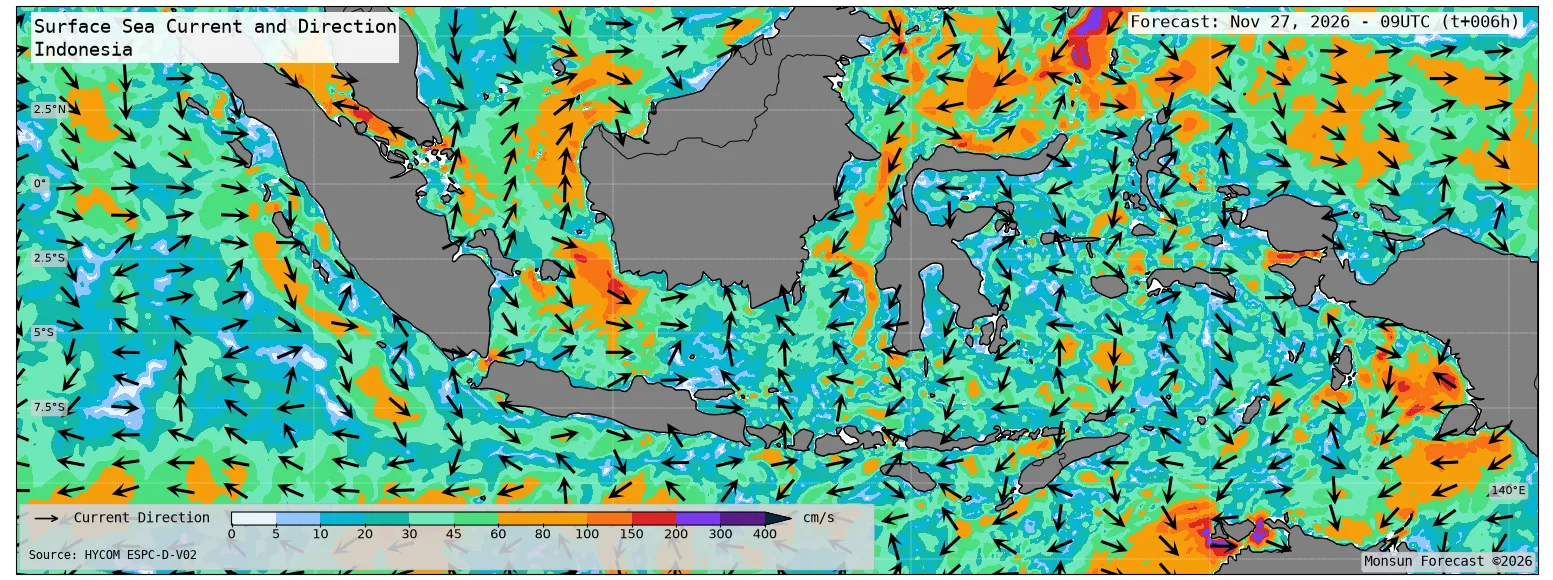 Surface Sea Current and Direction
Indonesia
Forecast: Nov 27, 2026 - 09UTC (t+006h)
2.5°N
0°
2.5°S
5°S
7.5°S
140°E
Current Direction
0 5 10 20 30 45 60 80 100 150 200 300 400 cm/s
Source: HYCOM ESPC-D-V02
Monsun Forecast ©2026